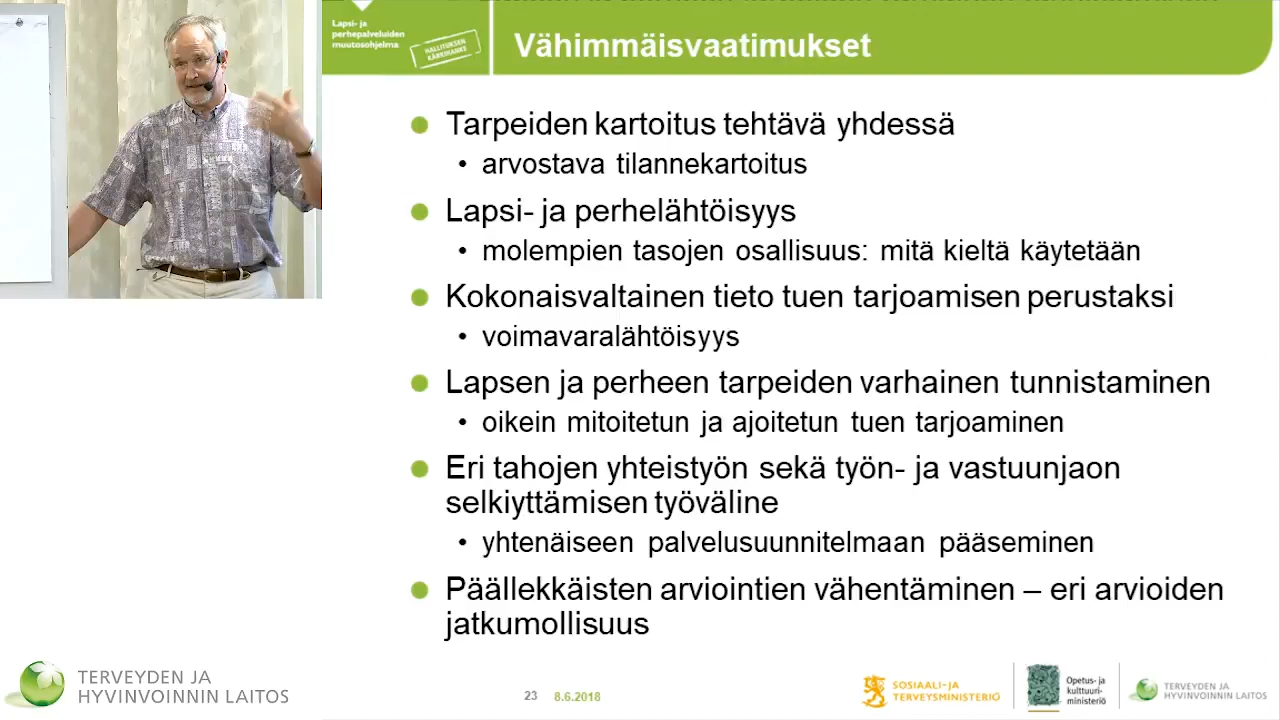 Lapsi- ja
perhepalveluiden
muutosohjelma
HALLITUKSEN
KÄRKIHANKE
Vähimmäisvaatimukset
Tarpeiden kartoitus tehtävä yhdessä
arvostava tilannekartoitus
Lapsi- ja perhelähtöisyys
molempien tasojen osallisuus: mitä kieltä käytetään
Kokonaisvaltainen tieto tuen tarjoamisen perustaksi
voimavaralähtöisyys
Lapsen ja perheen tarpeiden varhainen tunnistaminen
oikein mitoitetun ja ajoitetun tuen tarjoaminen
Eri tahojen yhteistyön sekä työn- ja vastuunjaon
selkiyttämisen työväline
yhtenäiseen palvelusuunnitelmaan pääseminen
Päällekkäisten arviointien vähentäminen – eri arvioiden
jatkumollisuus
TERVEYDEN JA
HYVINVOINNIN LAITOS
23 8.6.2018
SOSIAALI- JA
TERVEYSMINISTERIÖ
Opetus- ja
kulttuuri-
ministeriö
TERVEYDEN JA
HYVINVOINNIN LAITOS